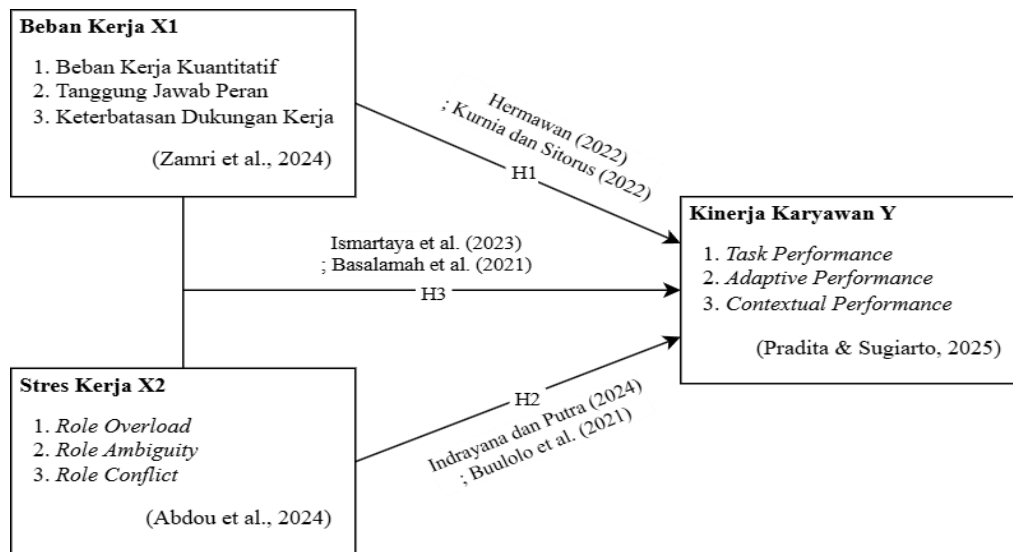 Beban Kerja X1
1. Beban Kerja Kuantitatif
2. Tanggung Jawab Peran
3. Keterbatasan Dukungan Kerja
(Zamri et al., 2024)
Hermawan (2022)
; Kurnia dan Sitorus (2022)
H1
Ismartaya et al. (2023)
; Basalamah et al. (2021)
H3
Kinerja Karyawan Y
1. Task Performance
2. Adaptive Performance
3. Contextual Performance
(Pradita & Sugiarto, 2025)
Stres Kerja X2
1. Role Overload
2. Role Ambiguity
3. Role Conflict
(Abdou et al., 2024)
H2
Indrayana dan Putra (2024)
; Buulolo et al. (2021)